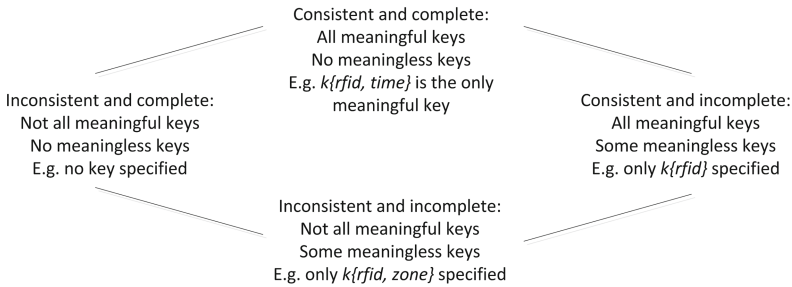 Consistent and complete:
All meaningful keys
No meaningless keys
E.g. k{rfid, time} is the only
meaningful key
Inconsistent and complete:
Not all meaningful keys
No meaningless keys
E.g. no key specified
Consistent and incomplete:
All meaningful keys
Some meaningless keys
E.g. only k{rfid} specified
Inconsistent and incomplete:
Not all meaningful keys
Some meaningless keys
E.g. only k{rfid, zone} specified